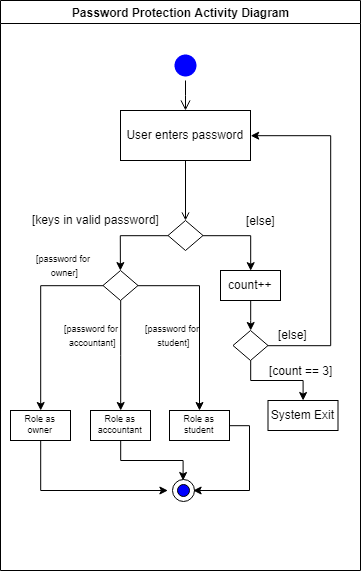 Password Protection Activity Diagram
User enters password
[keys in valid password]
[else]
[password for
owner]
count++
[password for
accountant]
[password for
student]
[else]
[count == 3]
Role as
owner
Role as
accountant
Role as
student
System Exit